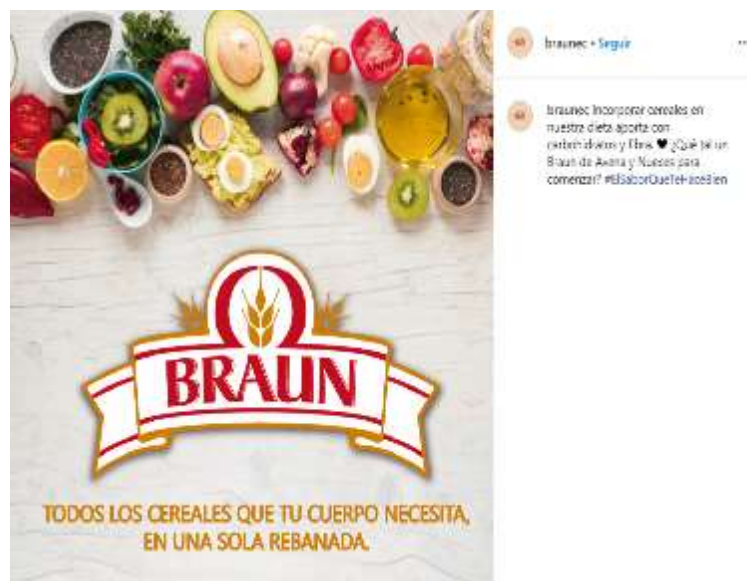 BRAUN
TODOS LOS CEREALES QUE TU CUERPO NECESITA,
EN UNA SOLA REBANADA.
braunec • Seguir
braunec Incorporar cereales en
nuestra dieta aporta con
carbohidratos y fibra. 🖤 ¿Qué tal un
Braun de Avena y Nueces para
comenzar? #ElSaborQueTeHaceBien